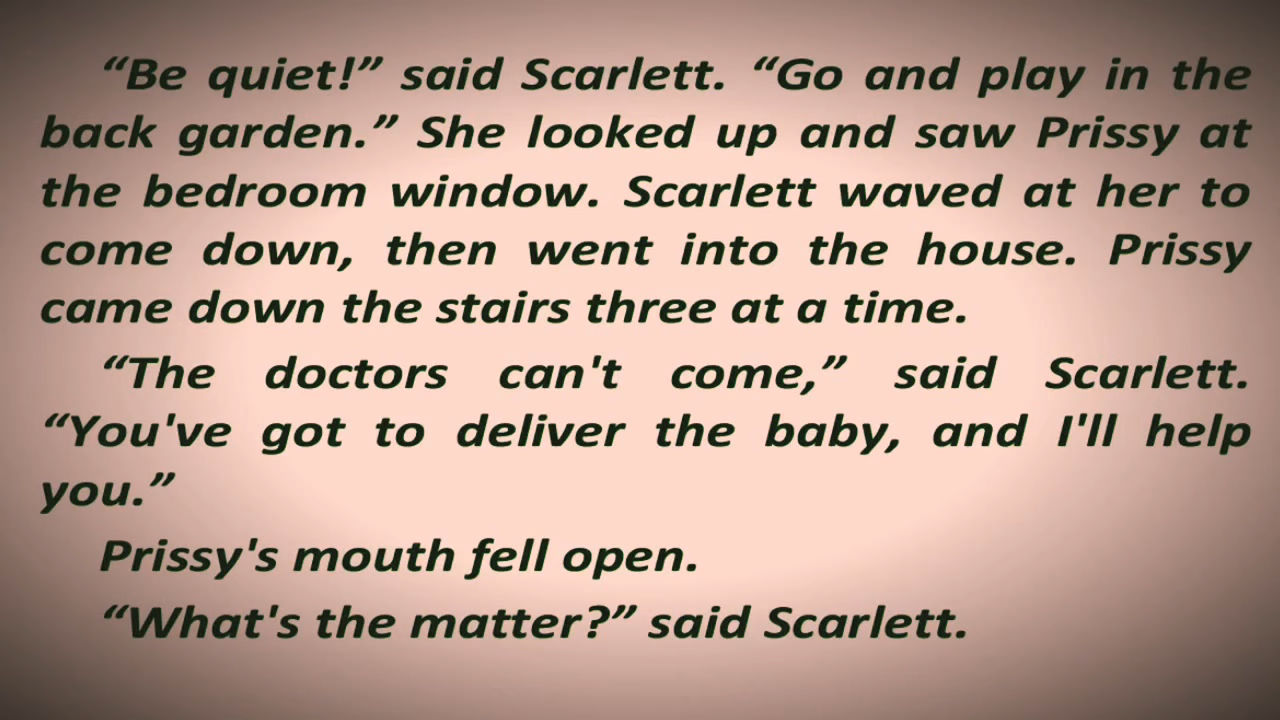 “Be quiet!” said Scarlett. “Go and play in the
back garden.” She looked up and saw Prissy at
the bedroom window. Scarlett waved at her to
come down, then went into the house. Prissy
came down the stairs three at a time.
“The doctors can't come,” said Scarlett.
“You've got to deliver the baby, and I'll help
you.”
Prissy's mouth fell open.
“What's the matter?” said Scarlett.